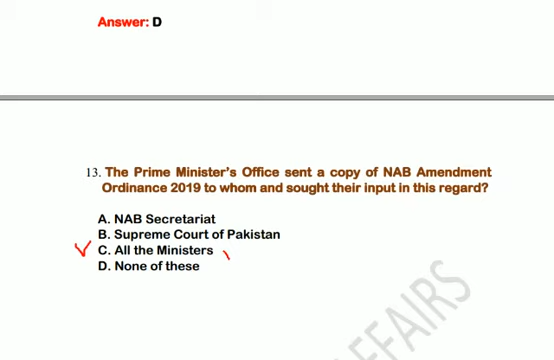 Answer: D
13. The Prime Minister's Office sent a copy of NAB Amendment
Ordinance 2019 to whom and sought their input in this regard?
A. NAB Secretariat
B. Supreme Court of Pakistan
C. All the Ministers
D. None of these
AFFAIRS